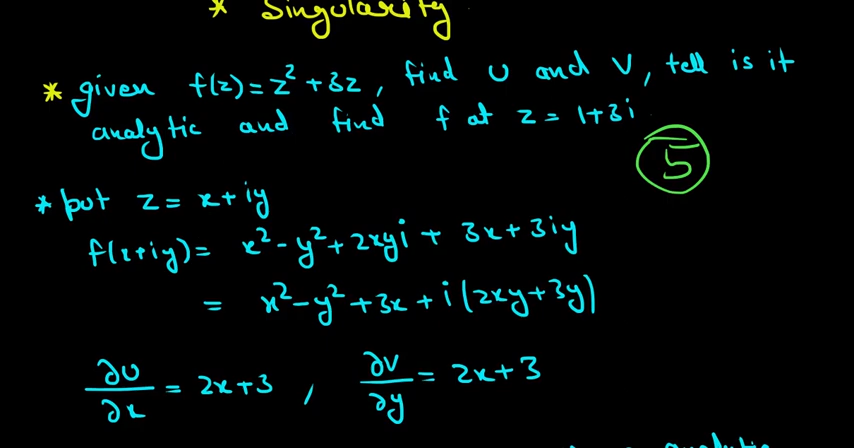 * Singularity
* given f(z) = z² + 3z, find U and V, tell is it
analytic and find f at z = 1+3i
5
* put z = x + iy
f(x+iy) = x² - y² + 2xyi + 3x + 3iy
= x² - y² + 3x + i(2xy + 3y)
∂U/∂x = 2x+3 , ∂V/∂y = 2x+3
analytic